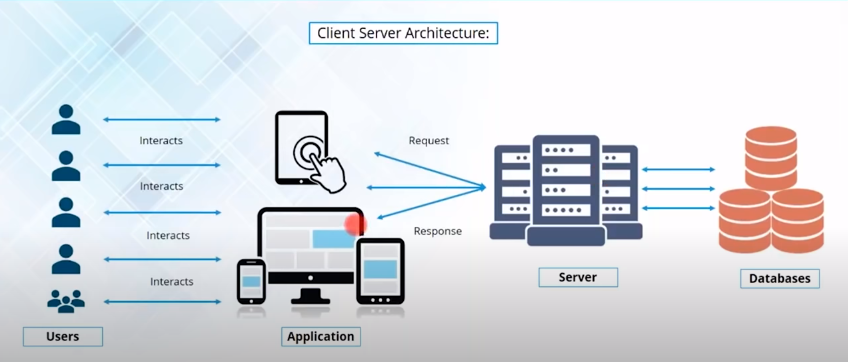 Client Server Architecture:
Interacts
Request
Interacts
Interacts
Response
Interacts
Server
Databases
Users
Application